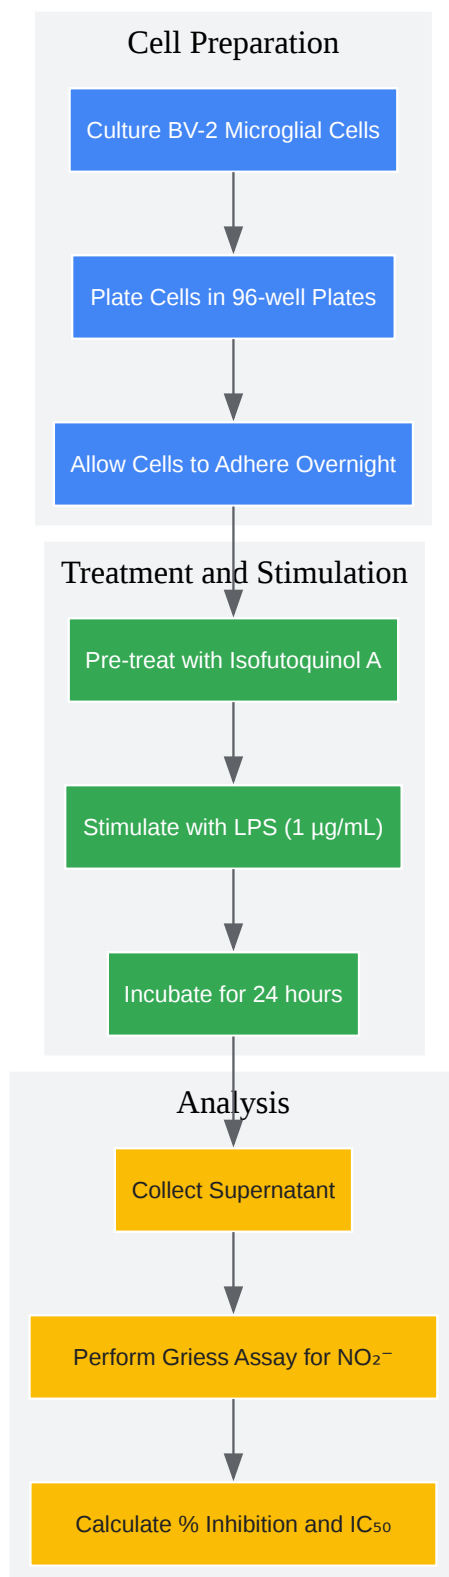 Cell Preparation
Culture BV-2 Microglial Cells
Plate Cells in 96-well Plates
Allow Cells to Adhere Overnight
Treatment and Stimulation
Pre-treat with Isofutoquinol A
Stimulate with LPS (1 µg/mL)
Incubate for 24 hours
Analysis
Collect Supernatant
Perform Griess Assay for NO₂⁻
Calculate % Inhibition and IC₅₀